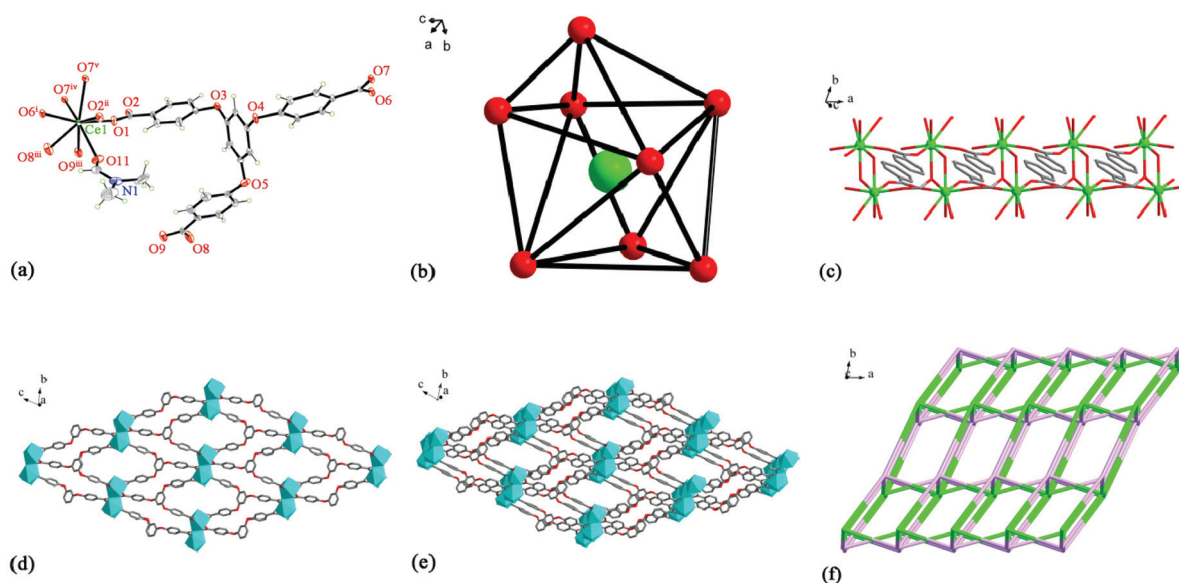 O7ᵛ
O7ⁱᵛ
O6ⁱ
O2ⁱⁱ
O2
Ce1
O1
O8ⁱⁱⁱ
O9ⁱⁱⁱ
O11
N1
O3
O4
O7
O6
O5
O9
O8
(a)
c
a
b
(b)
b
c
a
(c)
b
c
a
(d)
b
c
a
(e)
b
c
a
(f)